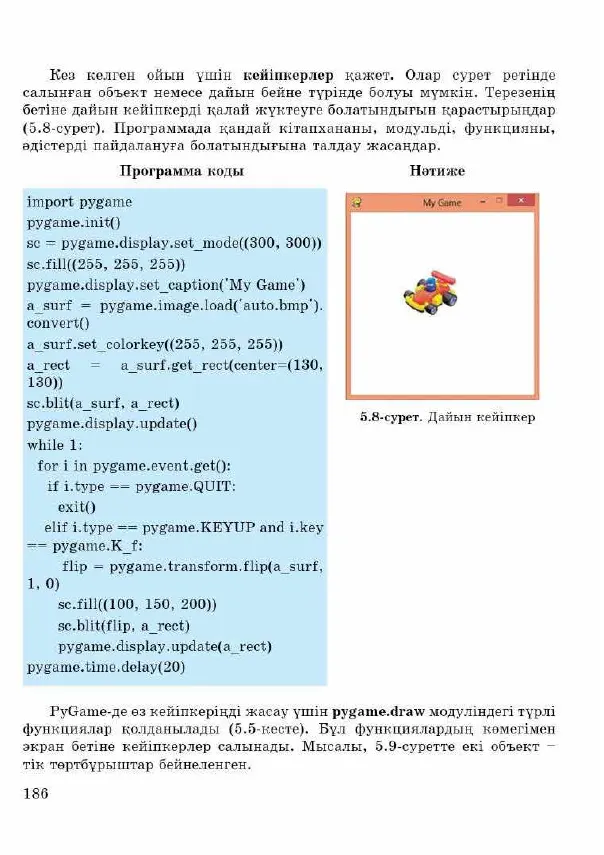 Кез келген ойын үшін кейіпкерлер қажет. Олар сурет ретінде
салынған объект немесе дайын бейне түрінде болуы мүмкін. Терезенің
бетіне дайын кейіпкерді қалай жүктеуге болатындығын қарастырыңдар
(5.8-сурет). Программада қандай кітапхананы, модульді, функцияны,
әдістерді пайдалануға болатындығына талдау жасаңдар.
Программа коды
import pygame
pygame.init()
sc = pygame.display.set_mode((300, 300))
sc.fill((255, 255, 255))
pygame.display.set_caption('My Game')
a_surf = pygame.image.load('auto.bmp').
convert()
a_surf.set_colorkey((255, 255, 255))
a_rect = a_surf.get_rect(center=(130,
130))
sc.blit(a_surf, a_rect)
pygame.display.update()
while 1:
for i in pygame.event.get():
if i.type == pygame.QUIT:
exit()
elif i.type == pygame.KEYUP and i.key
== pygame.K_f:
flip = pygame.transform.flip(a_surf,
1, 0)
sc.fill((100, 150, 200))
sc.blit(flip, a_rect)
pygame.display.update(a_rect)
pygame.time.delay(20)
Нәтиже
My Game
5.8-сурет. Дайын кейіпкер
PyGame-де өз кейіпкеріңді жасау үшін pygame.draw модуліндегі түрлі
функциялар қолданылады (5.5-кесте). Бұл функциялардың көмегімен
экран бетіне кейіпкерлер салынады. Мысалы, 5.9-суретте екі объект –
тік төртбұрыштар бейнеленген.
186